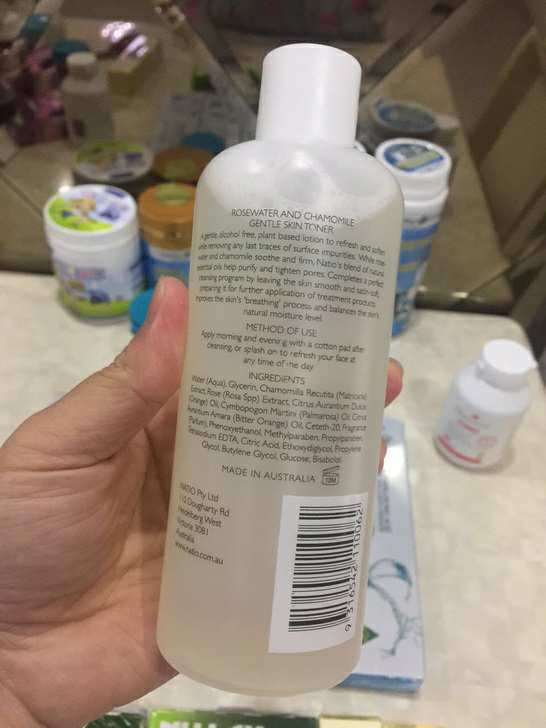 ROSEWATER AND CHAMOMILE
GENTLE SKIN TONER
A gentle, alcohol free, plant based lotion to refresh and soften
while removing any last traces of surface impurities. While rose-
water and chamomile soothe and firm, Natio's blend of natural
essential oils help purify and tighten pores. Completes a perfect
cleansing program by leaving the skin smooth and satin-soft,
preparing it for further application of treatment products.
Improves the skin's 'breathing' process and balances the skin's
natural moisture level.
METHOD OF USE
Apply morning and evening with a cotton pad after
cleansing, or splash on to refresh your face at
any time of the day.
INGREDIENTS
Water (Aqua), Glycerin, Chamomilla Recutita (Matricaria)
Extract, Rose (Rosa Spp) Extract, Citrus Aurantium Dulcis
(Orange) Oil, Cymbopogon Martini (Palmarosa) Oil, Citrus
Aurantium Amara (Bitter Orange) Oil, Ceteth-20, Fragrance
(Parfum), Phenoxyethanol, Methylparaben, Propylparaben,
Tetrasodium EDTA, Citric Acid, Ethoxydiglycol, Propylene
Glycol, Butylene Glycol, Glucose, Bisabolol.
MADE IN AUSTRALIA 12M
NATIO Pty Ltd
110 Dougharty Rd
Heidelberg West
Victoria 3081
Australia
www.natio.com.au
9 316542 110062